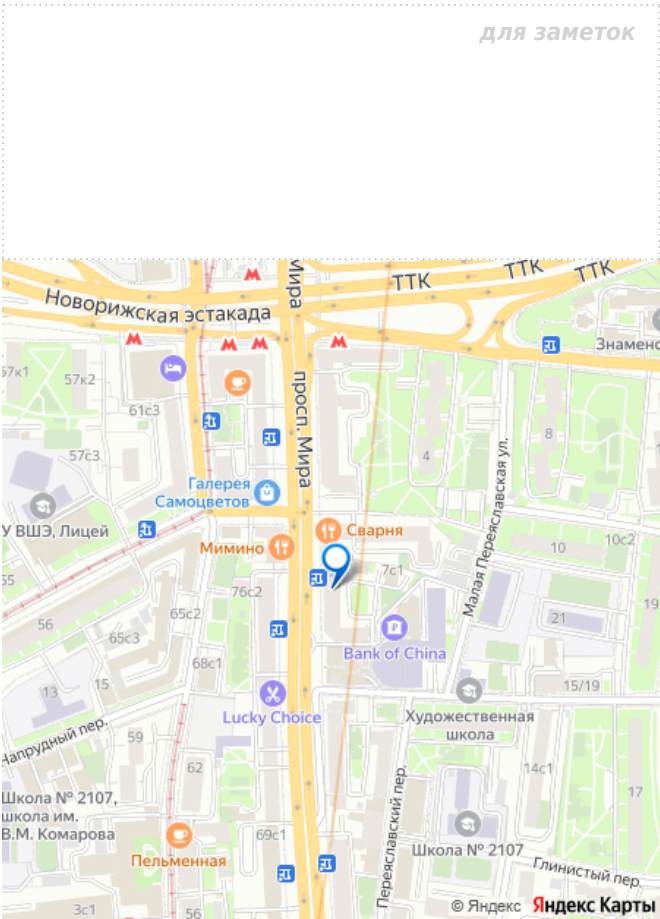 для заметок
ТТК
ТТК
ТТК
Мира
Новорижская эстакада
Знаменс
57к1
57к2
61с3
просп. Мира
57с3
4
8
Малая Переяславская ул.
Галерея
Самоцветов
У ВШЭ, Лицей
Мимино
Сварня
10
10с2
55
7с1
76с2
19
56
65с2
65с3
21
Bank of China
68с1
13
15
15/19
Lucky Choice
Художественная
школа
Напрудный пер.
59
62
14с1
17
Школа № 2107,
школа им.
В.М. Комарова
69с1
Переяславский пер.
Школа № 2107
Пельменная
Глинистый пер.
3с1
56
© Яндекс Яндекс Карты